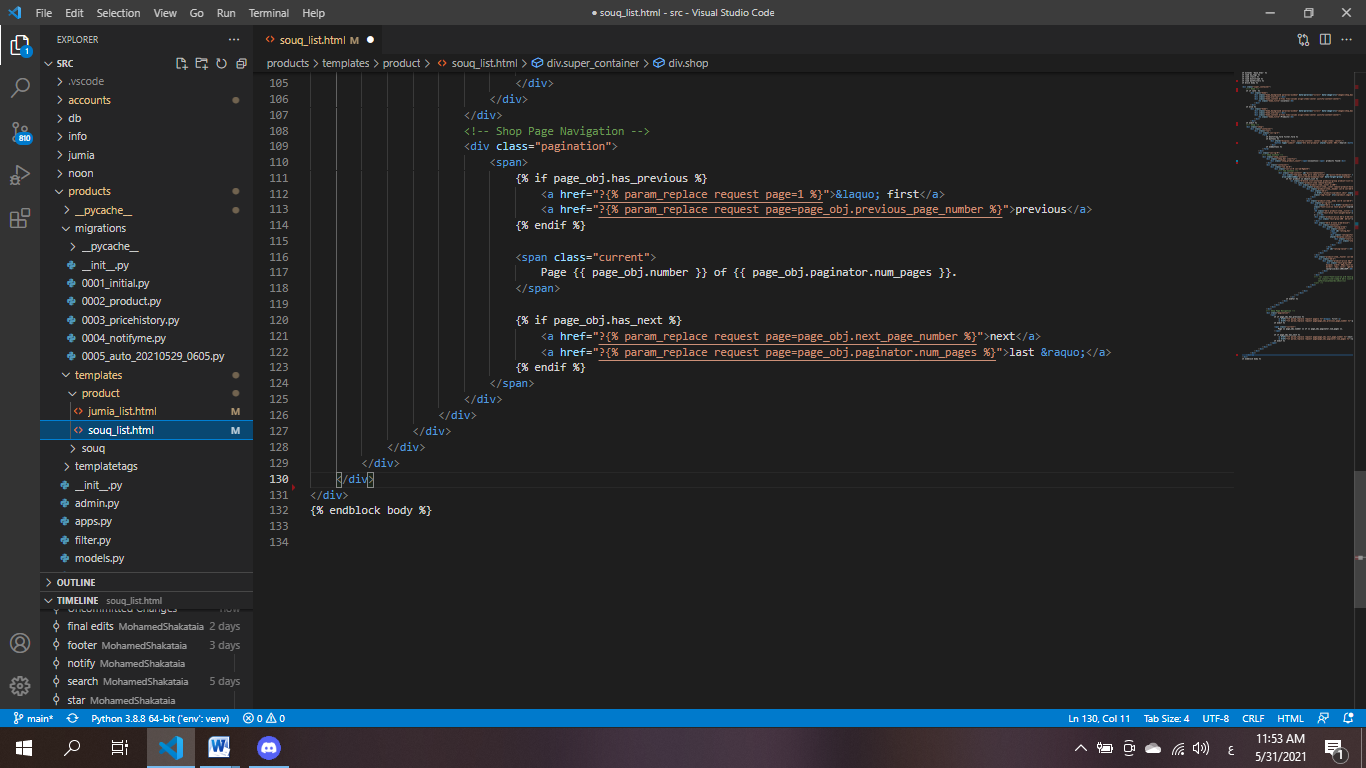 File Edit Selection View Go Run Terminal Help
● souq_list.html - src - Visual Studio Code
EXPLORER
SRC
.vscode
accounts
db
info
jumia
noon
products
__pycache__
migrations
__pycache__
__init__.py
0001_initial.py
0002_product.py
0003_pricehistory.py
0004_notifyme.py
0005_auto_20210529_0605.py
templates
product
jumia_list.html M
souq_list.html M
souq
templatetags
__init__.py
admin.py
apps.py
filter.py
models.py
OUTLINE
TIMELINE souq_list.html
Uncommitted Changes now
final edits MohamedShakataia 2 days
footer MohamedShakataia 3 days
notify MohamedShakataia
search MohamedShakataia 5 days
star MohamedShakataia
1
810
souq_list.html M ●
products > templates > product > souq_list.html > div.super_container > div.shop
105 </div>
106 </div>
107 </div>
108 <!-- Shop Page Navigation -->
109 <div class="pagination">
110 <span>
111 {% if page_obj.has_previous %}
112 <a href="?{% param_replace request page=1 %}">&laquo; first</a>
113 <a href="?{% param_replace request page=page_obj.previous_page_number %}">previous</a>
114 {% endif %}
115
116 <span class="current">
117 Page {{ page_obj.number }} of {{ page_obj.paginator.num_pages }}.
118 </span>
119
120 {% if page_obj.has_next %}
121 <a href="?{% param_replace request page=page_obj.next_page_number %}">next</a>
122 <a href="?{% param_replace request page=page_obj.paginator.num_pages %}">last &raquo;</a>
123 {% endif %}
124 </span>
125 </div>
126 </div>
127 </div>
128 </div>
129 </div>
130 </div>
131 </div>
132 {% endblock body %}
133
134
main* Python 3.8.8 64-bit ('env': venv) 0 0
Ln 130, Col 11 Tab Size: 4 UTF-8 CRLF HTML
ع
11:53 AM
5/31/2021
1